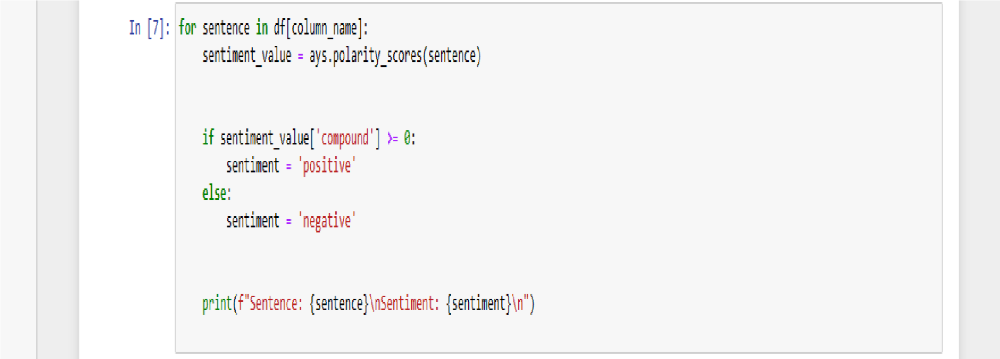 In [7]: for sentence in df[column_name]:
    sentiment_value = ays.polarity_scores(sentence)
    if sentiment_value['compound'] >= 0:
        sentiment = 'positive'
    else:
        sentiment = 'negative'
    print(f"Sentence: {sentence}\nSentiment: {sentiment}\n")